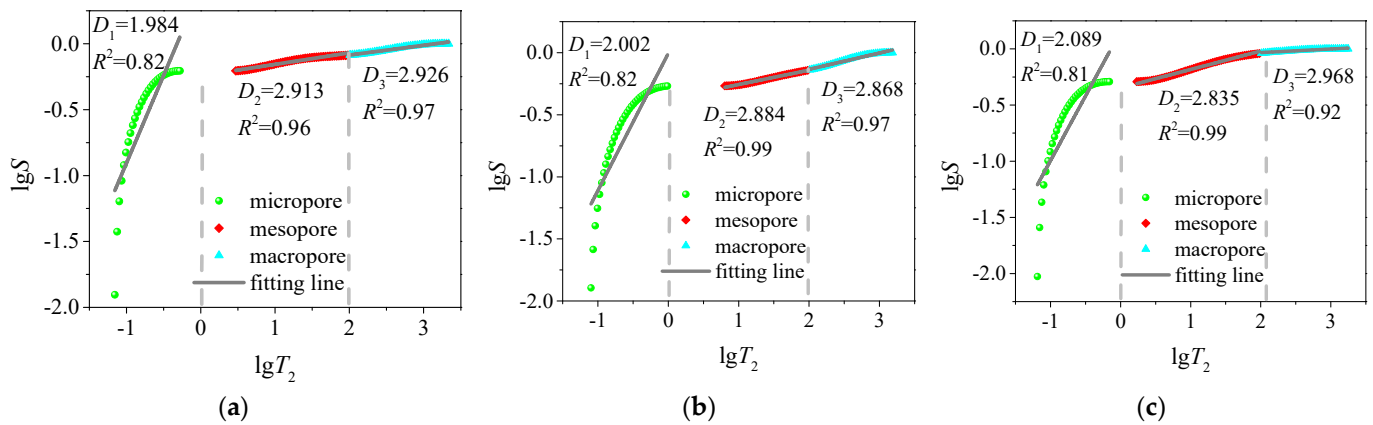 D₁=1.984
R²=0.82
D₂=2.913
R²=0.96
D₃=2.926
R²=0.97
micropore
mesopore
macropore
fitting line
0.0
-0.5
-1.0
-1.5
-2.0
lgS
-1 0 1 2 3
lgT₂
(a)
D₁=2.002
R²=0.82
D₂=2.884
R²=0.99
D₃=2.868
R²=0.97
micropore
mesopore
macropore
fitting line
0.0
-0.5
-1.0
-1.5
-2.0
lgS
-1 0 1 2 3
lgT₂
(b)
D₁=2.089
R²=0.81
D₂=2.835
R²=0.99
D₃=2.968
R²=0.92
micropore
mesopore
macropore
fitting line
0.0
-0.5
-1.0
-1.5
-2.0
lgS
-1 0 1 2 3
lgT₂
(c)